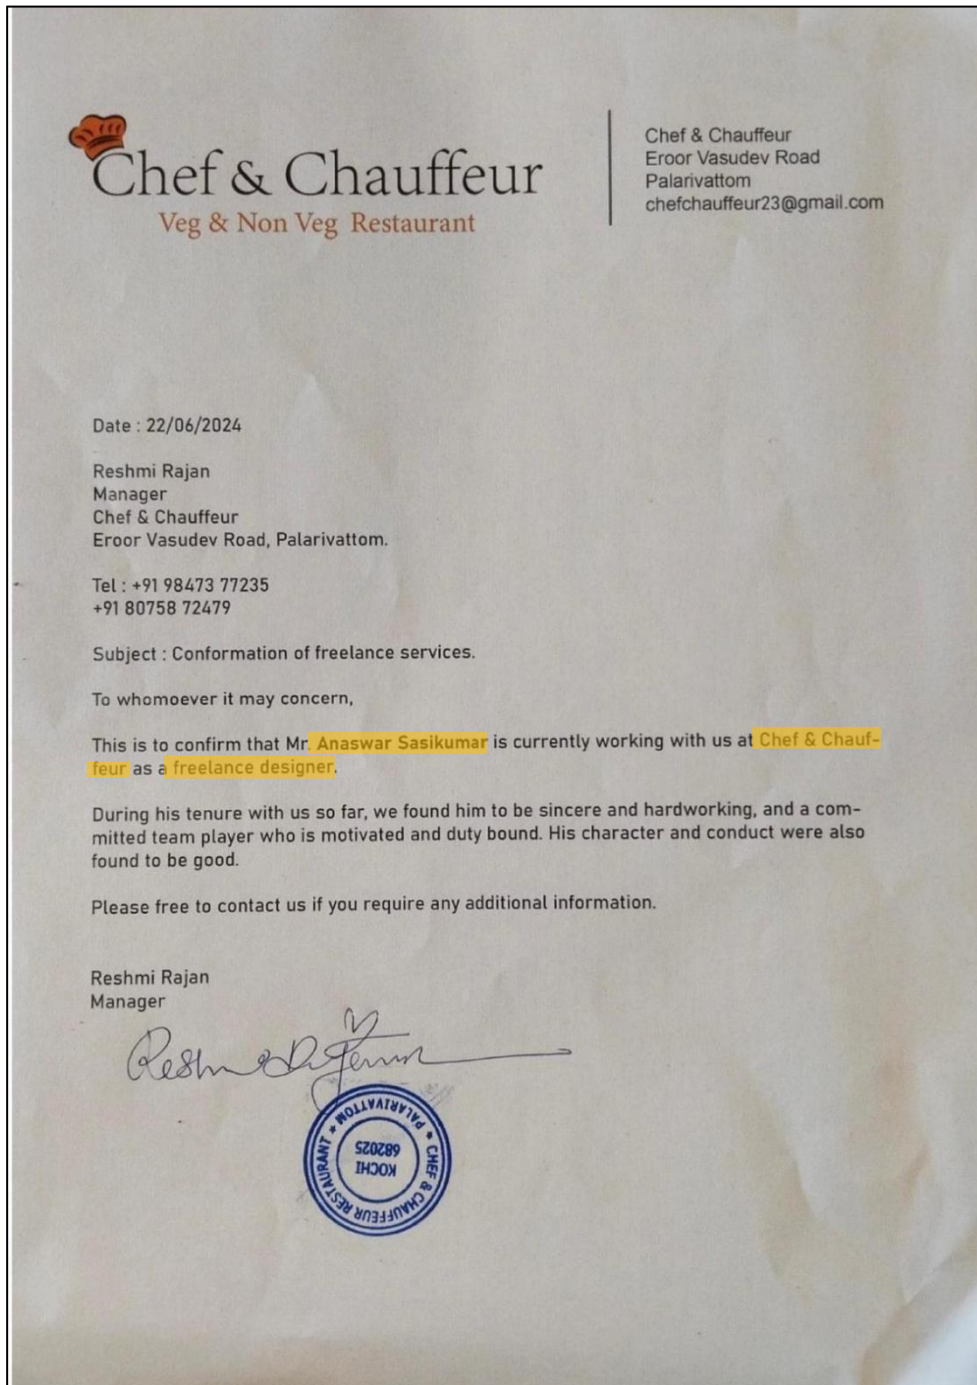 Chef & Chauffeur
Veg & Non Veg Restaurant
Chef & Chauffeur
Eroor Vasudev Road
Palarivattom
chefchauffeur23@gmail.com
Date : 22/06/2024
Reshmi Rajan
Manager
Chef & Chauffeur
Eroor Vasudev Road, Palarivattom.
Tel : +91 98473 77235
+91 80758 72479
Subject : Conformation of freelance services.
To whomoever it may concern,
This is to confirm that Mr. Anaswar Sasikumar is currently working with us at Chef & Chauf-
feur as a freelance designer.
During his tenure with us so far, we found him to be sincere and hardworking, and a com-
mitted team player who is motivated and duty bound. His character and conduct were also
found to be good.
Please free to contact us if you require any additional information.
Reshmi Rajan
Manager
CHEF & CHAUFFEUR RESTAURANT * PALARIVATTOM *
KOCHI
682025